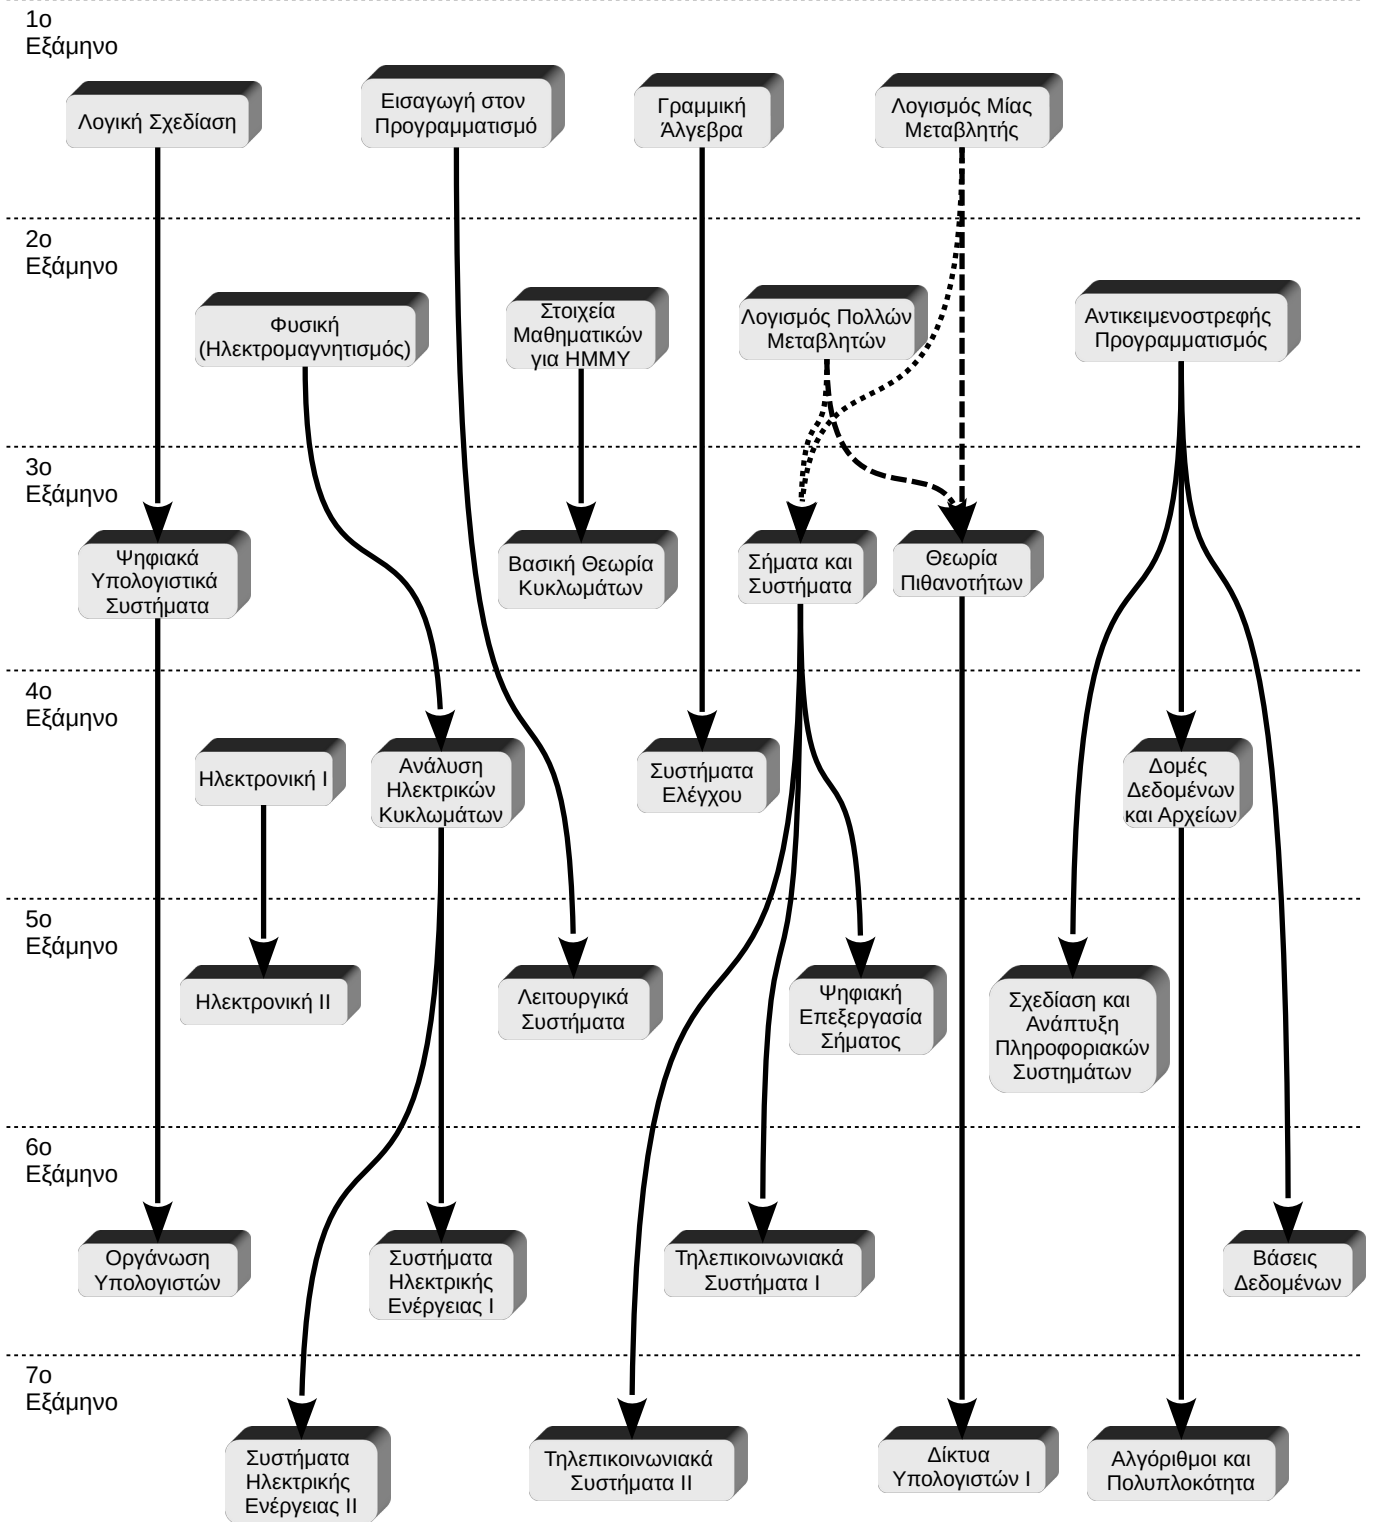 1ο
Εξάμηνο
Λογική Σχεδίαση
Εισαγωγή στον
Προγραμματισμό
Γραμμική
Άλγεβρα
Λογισμός Μίας
Μεταβλητής
2ο
Εξάμηνο
Φυσική
(Ηλεκτρομαγνητισμός)
Στοιχεία
Μαθηματικών
για ΗΜΜΥ
Λογισμός Πολλών
Μεταβλητών
Αντικειμενοστρεφής
Προγραμματισμός
3ο
Εξάμηνο
Ψηφιακά
Υπολογιστικά
Συστήματα
Βασική Θεωρία
Κυκλωμάτων
Σήματα και
Συστήματα
Θεωρία
Πιθανοτήτων
4ο
Εξάμηνο
Ηλεκτρονική Ι
Ανάλυση
Ηλεκτρικών
Κυκλωμάτων
Συστήματα
Ελέγχου
Δομές
Δεδομένων
και Αρχείων
5ο
Εξάμηνο
Ηλεκτρονική ΙΙ
Λειτουργικά
Συστήματα
Ψηφιακή
Επεξεργασία
Σήματος
Σχεδίαση και
Ανάπτυξη
Πληροφοριακών
Συστημάτων
6ο
Εξάμηνο
Οργάνωση
Υπολογιστών
Συστήματα
Ηλεκτρικής
Ενέργειας Ι
Τηλεπικοινωνιακά
Συστήματα Ι
Βάσεις
Δεδομένων
7ο
Εξάμηνο
Συστήματα
Ηλεκτρικής
Ενέργειας ΙΙ
Τηλεπικοινωνιακά
Συστήματα ΙΙ
Δίκτυα
Υπολογιστών Ι
Αλγόριθμοι και
Πολυπλοκότητα